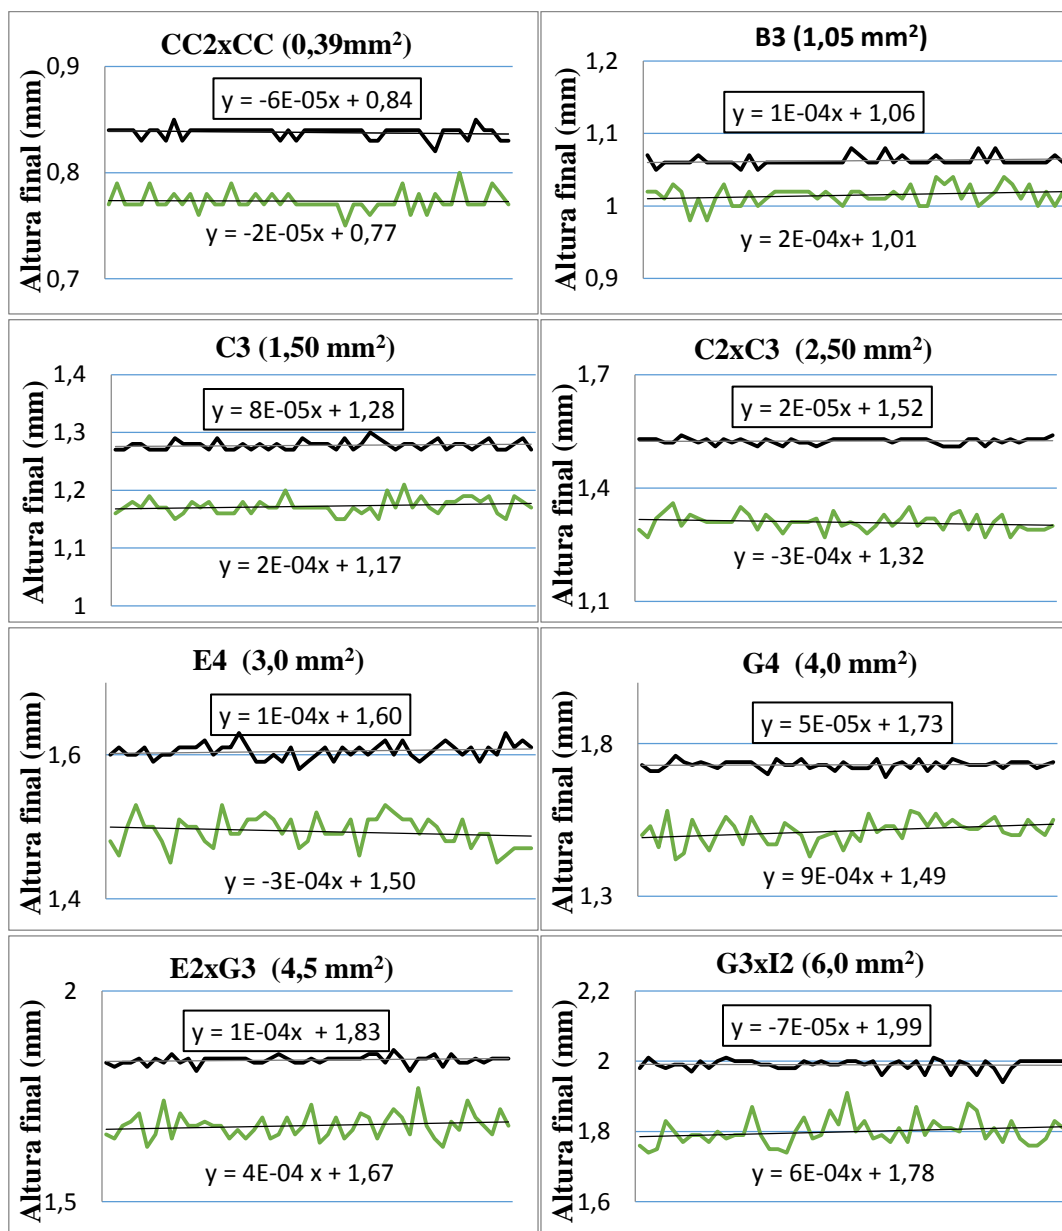 CC2xCC (0,39mm²)
Altura final (mm)
0,9
0,8
0,7
y = -6E-05x + 0,84
y = -2E-05x + 0,77
B3 (1,05 mm²)
Altura final (mm)
1,2
1,1
1
0,9
y = 1E-04x + 1,06
y = 2E-04x+ 1,01
C3 (1,50 mm²)
Altura final (mm)
1,4
1,3
1,2
1,1
1
y = 8E-05x + 1,28
y = 2E-04x + 1,17
C2xC3 (2,50 mm²)
Altura final (mm)
1,7
1,4
1,1
y = 2E-05x + 1,52
y = -3E-04x + 1,32
E4 (3,0 mm²)
Altura final (mm)
1,6
1,4
y = 1E-04x + 1,60
y = -3E-04x + 1,50
G4 (4,0 mm²)
Altura final (mm)
1,8
1,3
y = 5E-05x + 1,73
y = 9E-04x + 1,49
E2xG3 (4,5 mm²)
Altura final (mm)
2
1,5
y = 1E-04x + 1,83
y = 4E-04 x + 1,67
G3xI2 (6,0 mm²)
Altura final (mm)
2,2
2
1,8
1,6
y = -7E-05x + 1,99
y = 6E-04x + 1,78